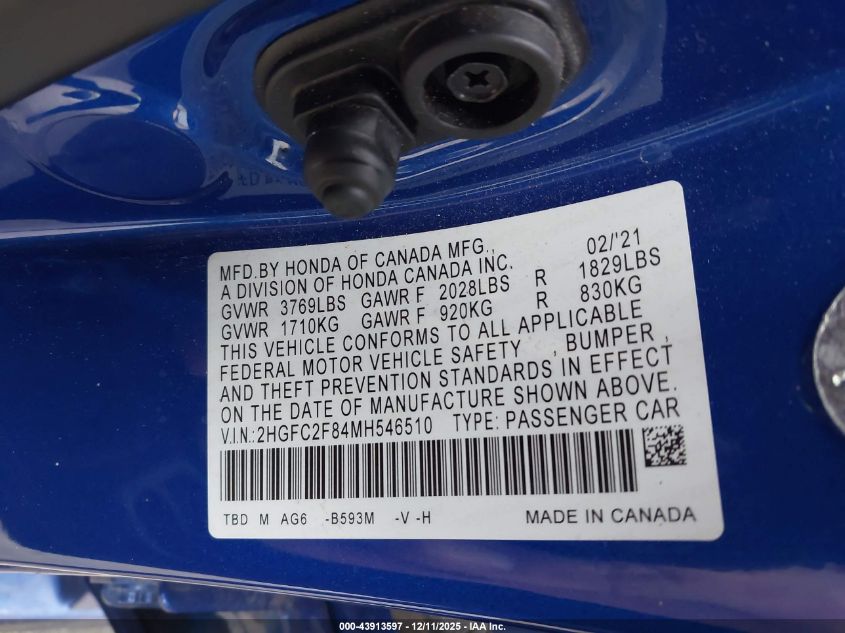 MFD.BY HONDA OF CANADA MFG., 02/'21
A DIVISION OF HONDA CANADA INC.
GVWR 3769LBS GAWR F 2028LBS R 1829LBS
GVWR 1710KG GAWR F 920KG R 830KG
THIS VEHICLE CONFORMS TO ALL APPLICABLE
FEDERAL MOTOR VEHICLE SAFETY , BUMPER ,
AND THEFT PREVENTION STANDARDS IN EFFECT
ON THE DATE OF MANUFACTURE SHOWN ABOVE.
V.I.N.:2HGFC2F84MH546510 TYPE: PASSENGER CAR
TBD M AG6 -B593M -V -H MADE IN CANADA
000-43913597 - 12/11/2025 - IAA Inc.